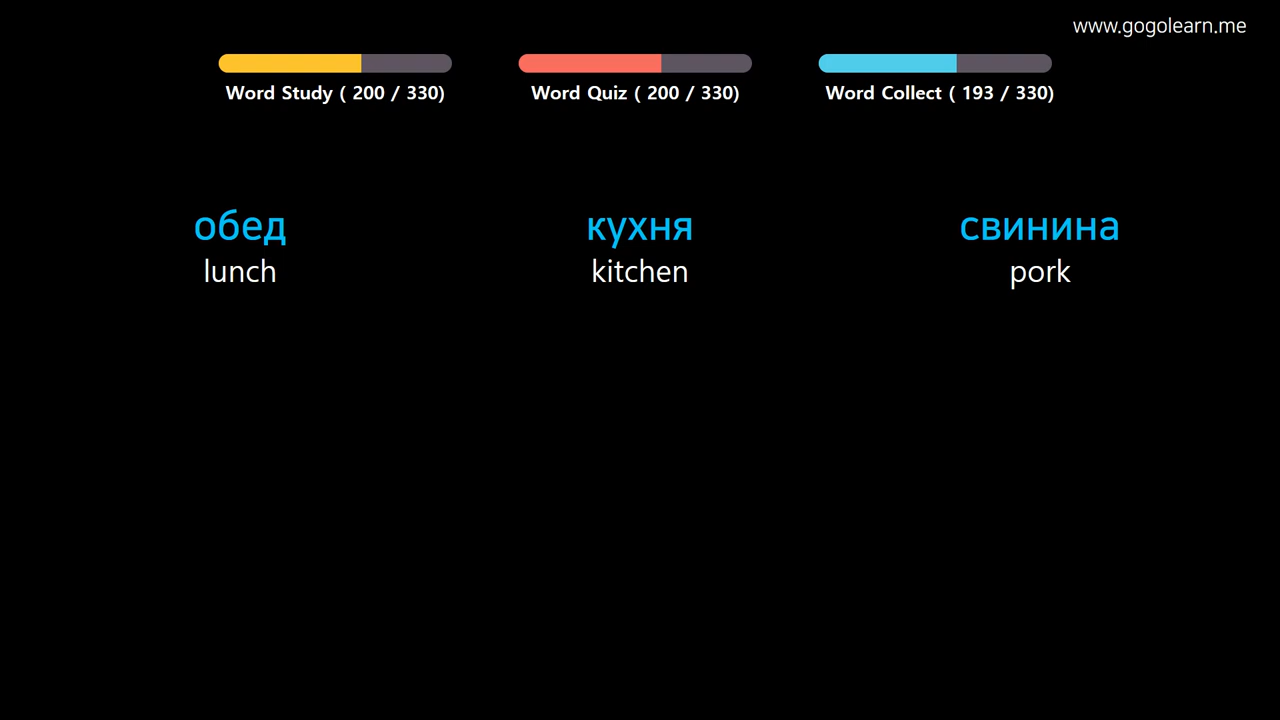 www.gogolearn.me
Word Study ( 200 / 330)
Word Quiz ( 200 / 330)
Word Collect ( 193 / 330)
обед
lunch
кухня
kitchen
свинина
pork